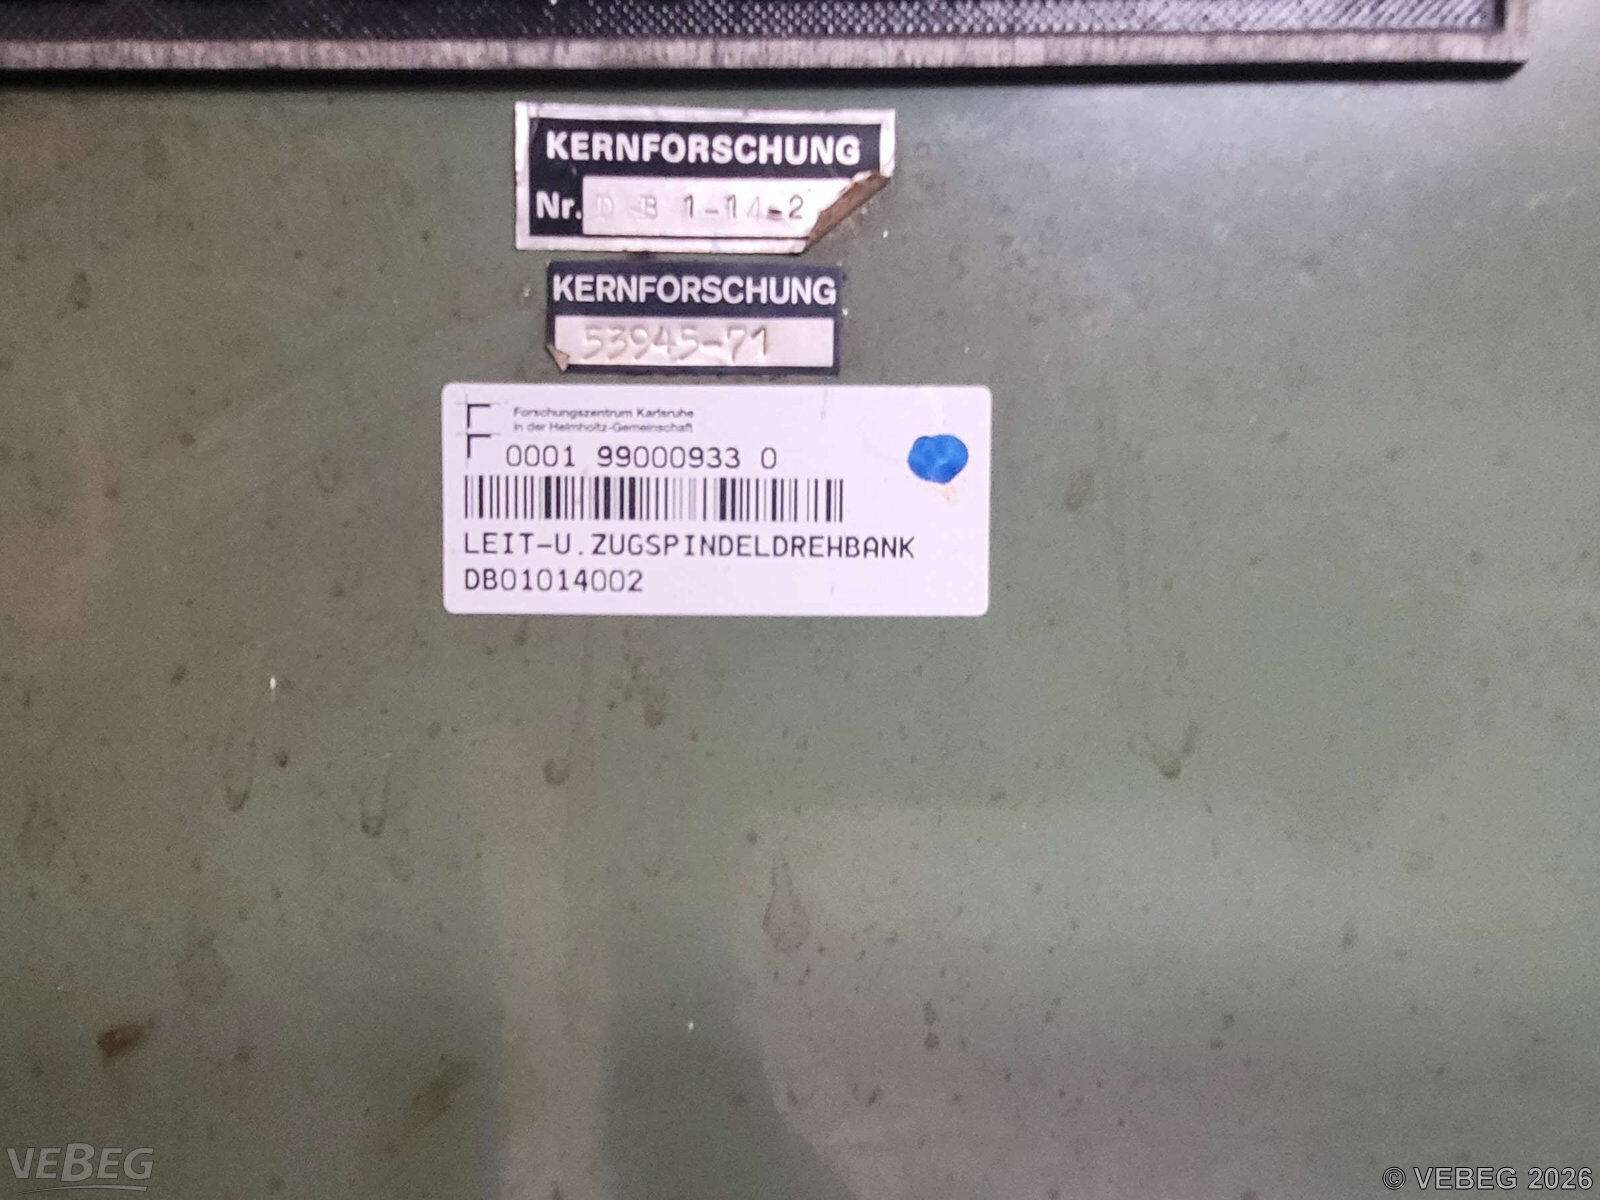 KERNFORSCHUNG
Nr. D B 1-14-2
KERNFORSCHUNG
53945-71
Forschungszentrum Karlsruhe
in der Helmholtz-Gemeinschaft
0001 99000933 0
LEIT-U.ZUGSPINDELDREHBANK
DB01014002
VEBEG
© VEBEG 2026